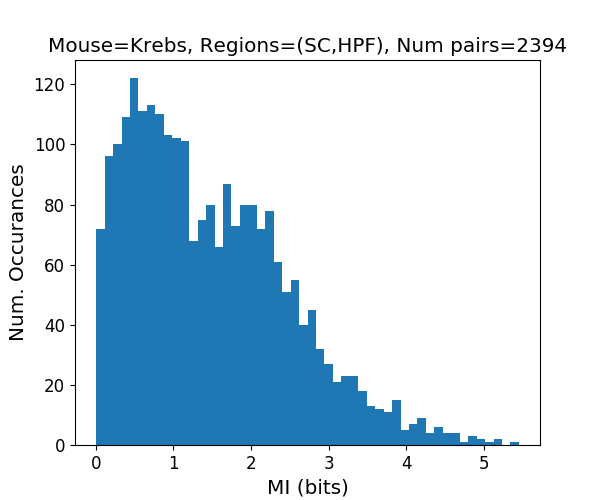 Mouse=Krebs, Regions=(SC,HPF), Num pairs=2394
120
100
80
60
40
20
0
Num. Occurances
0 1 2 3 4 5
MI (bits)